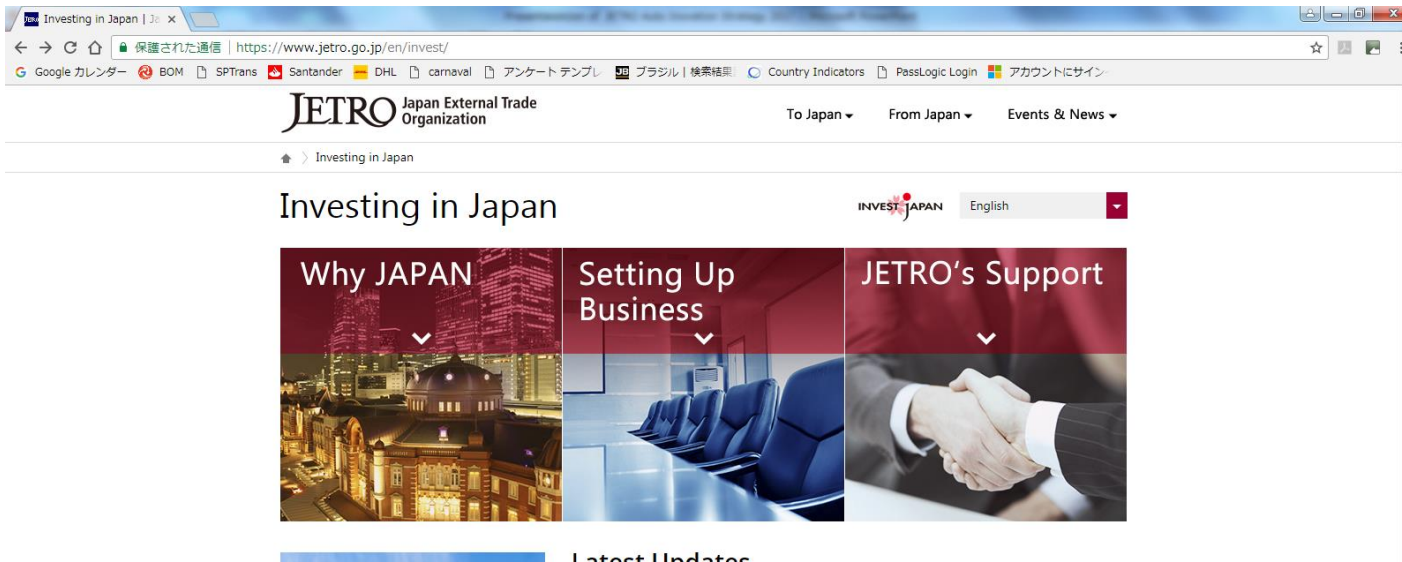 Investing in Japan | Ja
保護された通信 | https://www.jetro.go.jp/en/invest/
Google カレンダー BOM SPTrans Santander DHL carnaval アンケート テンプレ ブラジル | 検索結果 Country Indicators PassLogic Login アカウントにサイン
JETRO Japan External Trade
Organization
To Japan From Japan Events & News
Investing in Japan
Investing in Japan
INVEST JAPAN English
Why JAPAN
Setting Up
Business
JETRO's Support
Latest Updates